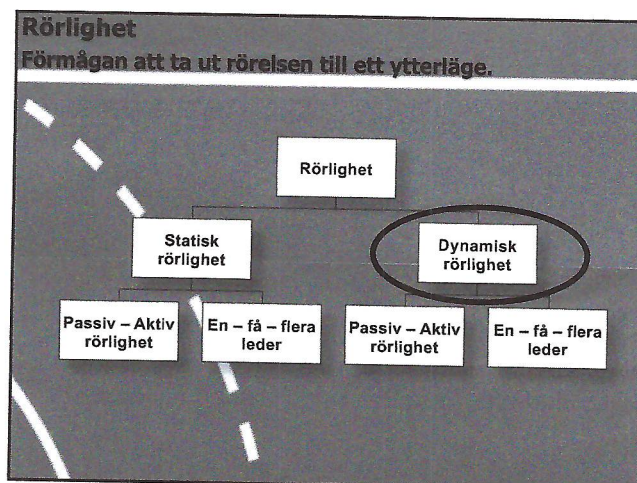 Rörlighet
Förmågan att ta ut rörelsen till ett ytterläge.
Rörlighet
Statisk
rörlighet
Dynamisk
rörlighet
Passiv – Aktiv
rörlighet
En – få – flera
leder
Passiv – Aktiv
rörlighet
En – få – flera
leder